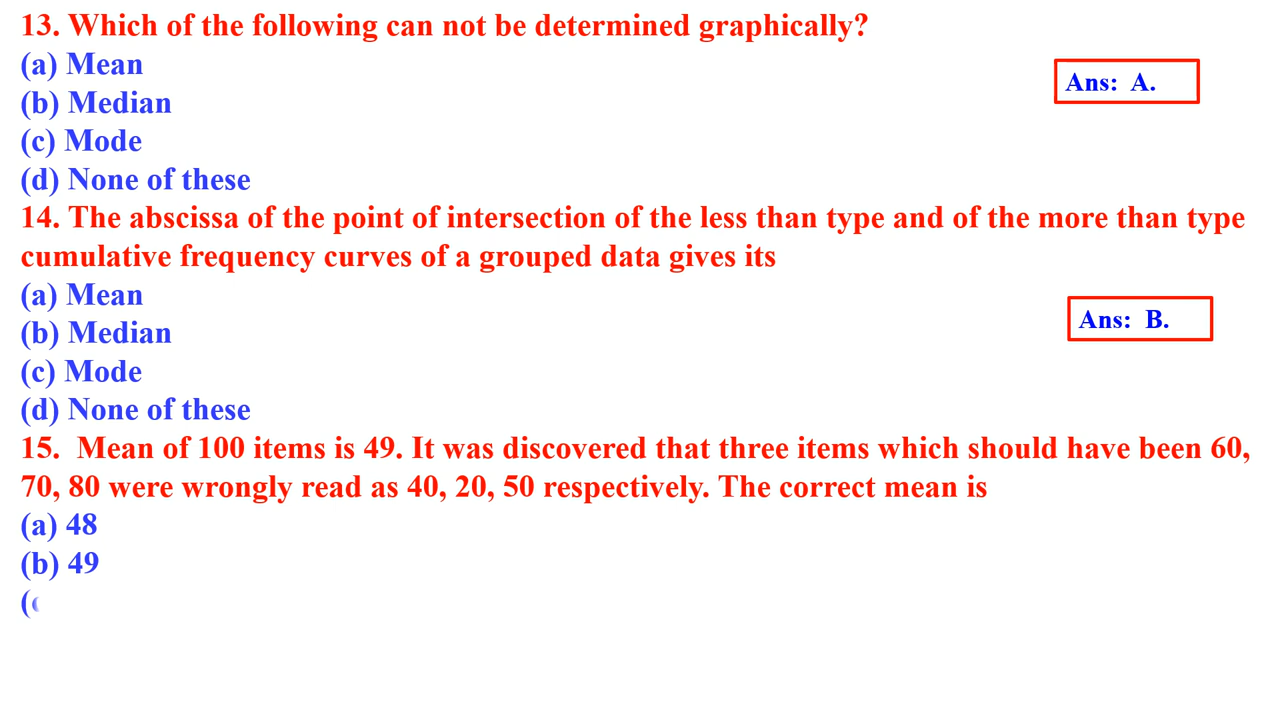 13. Which of the following can not be determined graphically?
(a) Mean
Ans: A.
(b) Median
(c) Mode
(d) None of these
14. The abscissa of the point of intersection of the less than type and of the more than type
cumulative frequency curves of a grouped data gives its
(a) Mean
(b) Median
Ans: B.
(c) Mode
(d) None of these
15. Mean of 100 items is 49. It was discovered that three items which should have been 60,
70, 80 were wrongly read as 40, 20, 50 respectively. The correct mean is
(a) 48
(b) 49
(